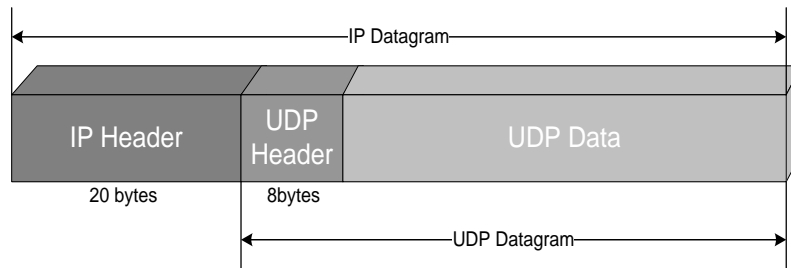 IP Datagram
IP Header
UDP
Header
UDP Data
20 bytes
8bytes
UDP Datagram